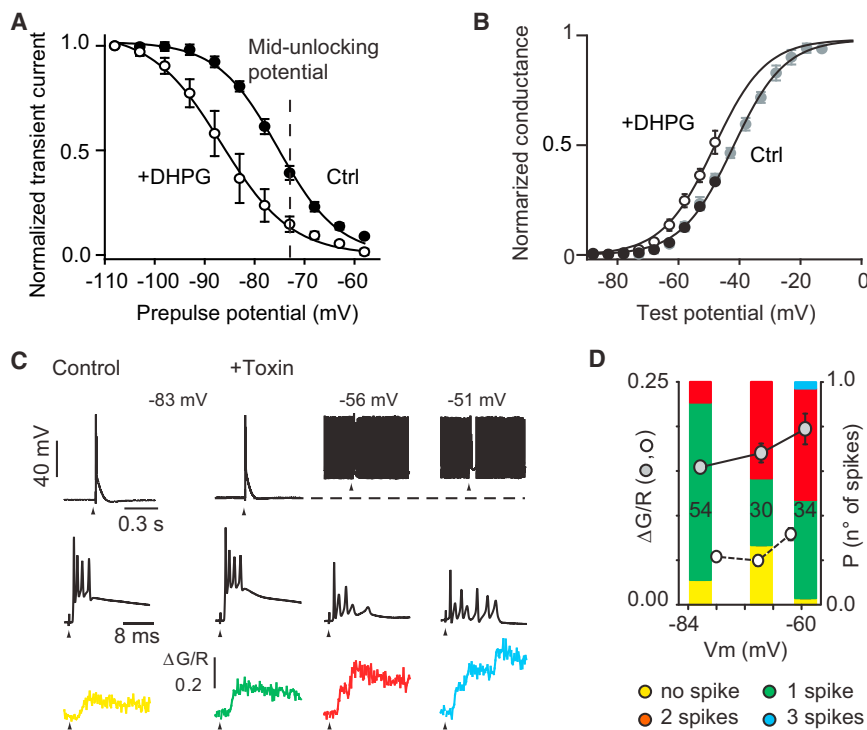 A
Normalized transient current
1.0
0.5
0.0
Mid-unlocking
potential
+DHPG
Ctrl
-110 -100 -90 -80 -70 -60
Prepulse potential (mV)
B
Normarized conductance
1
0.5
0
+DHPG
Ctrl
-80 -60 -40 -20 0
Test potential (mV)
C
Control +Toxin
-83 mV -56 mV -51 mV
40 mV
0.3 s
8 ms
ΔG/R
0.2
D
ΔG/R ( , )
0.25
0.00
54 30 34
1.0
0.0
P (n° of spikes)
-84 -60
Vm (mV)
no spike 1 spike
2 spikes 3 spikes